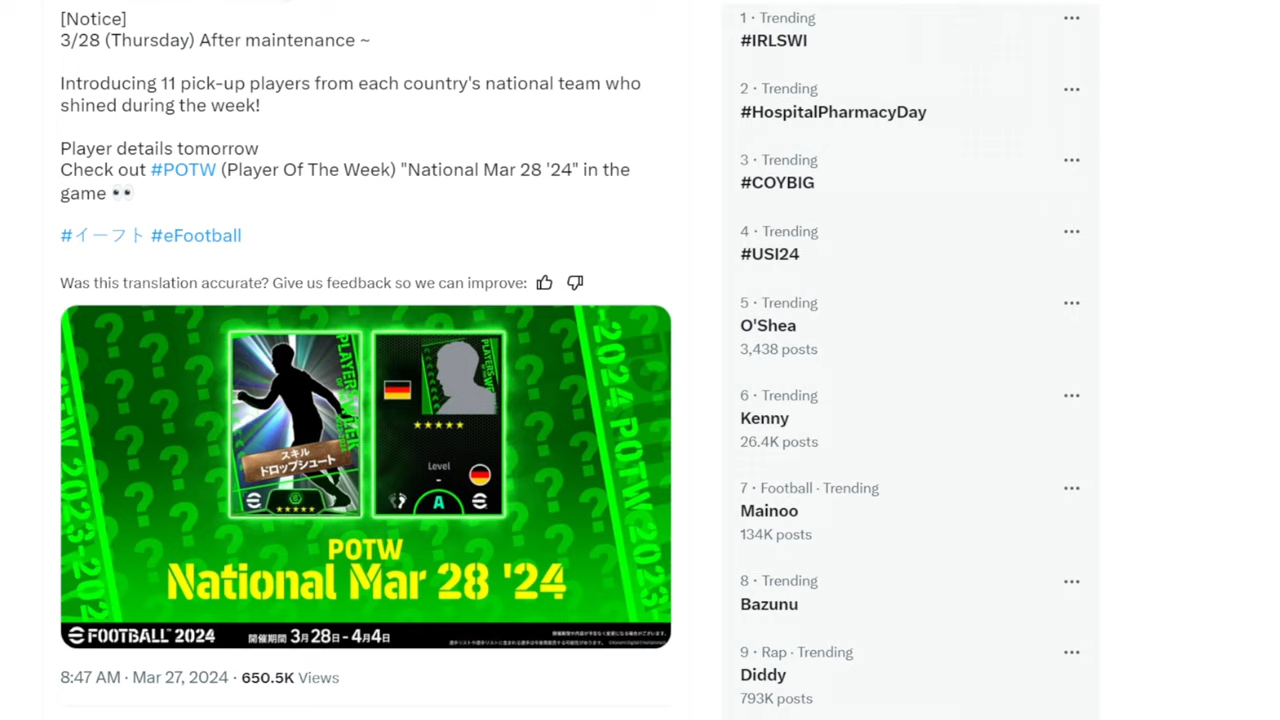 [Notice]
3/28 (Thursday) After maintenance ~
Introducing 11 pick-up players from each country's national team who
shined during the week!
Player details tomorrow
Check out #POTW (Player Of The Week) "National Mar 28 '24" in the
game 👀
#イーフト #eFootball
Was this translation accurate? Give us feedback so we can improve:
スキル
ドロップシュート
Level
-
A
POTW
National Mar 28 '24
EFOOTBALL™ 2024
開催期間 3月28日 - 4月4日
8:47 AM · Mar 27, 2024 · 650.5K Views
1 · Trending
#IRLSWI
2 · Trending
#HospitalPharmacyDay
3 · Trending
#COYBIG
4 · Trending
#USI24
5 · Trending
O'Shea
3,438 posts
6 · Trending
Kenny
26.4K posts
7 · Football · Trending
Mainoo
134K posts
8 · Trending
Bazunu
9 · Rap · Trending
Diddy
793K posts